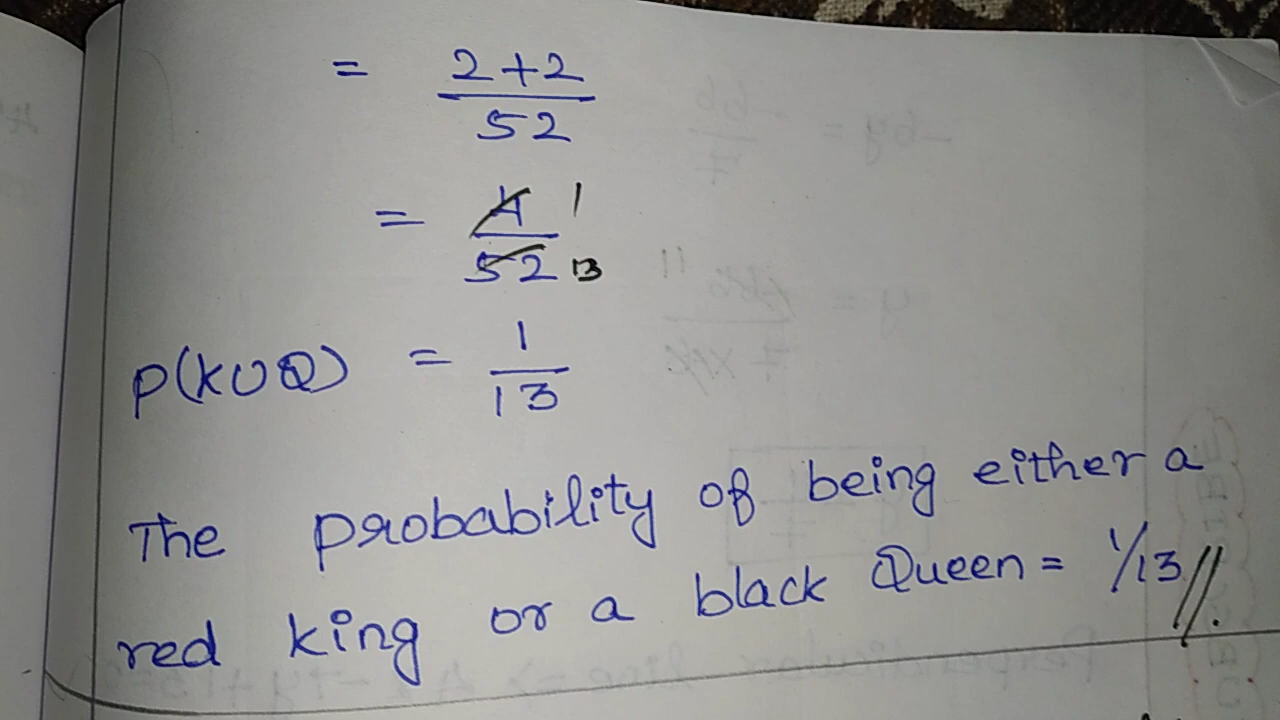 = 2+2
52
= 4 1
52 13
P(K∪Q) = 1
13
The probability of being either a
red king or a black Queen = 1/13//.